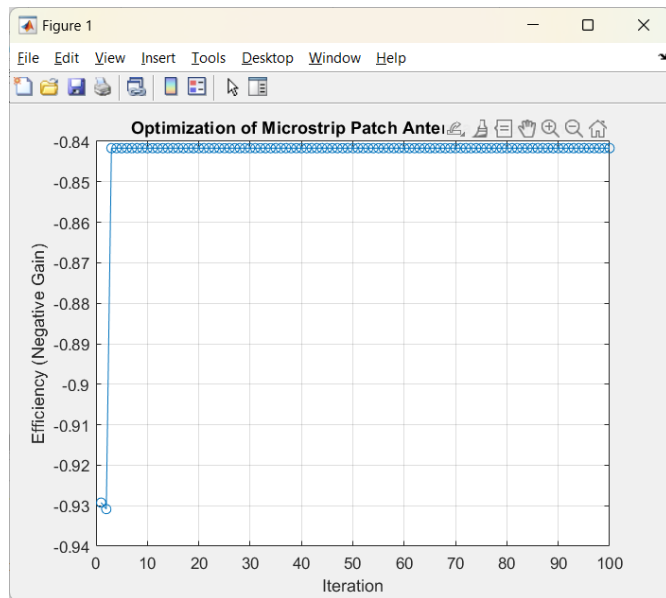 Figure 1
File Edit View Insert Tools Desktop Window Help
Optimization of Microstrip Patch
-0.84
-0.85
-0.86
-0.87
-0.88
-0.89
-0.9
-0.91
-0.92
-0.93
-0.94
Efficiency (Negative Gain)
0 10 20 30 40 50 60 70 80 90 100
Iteration